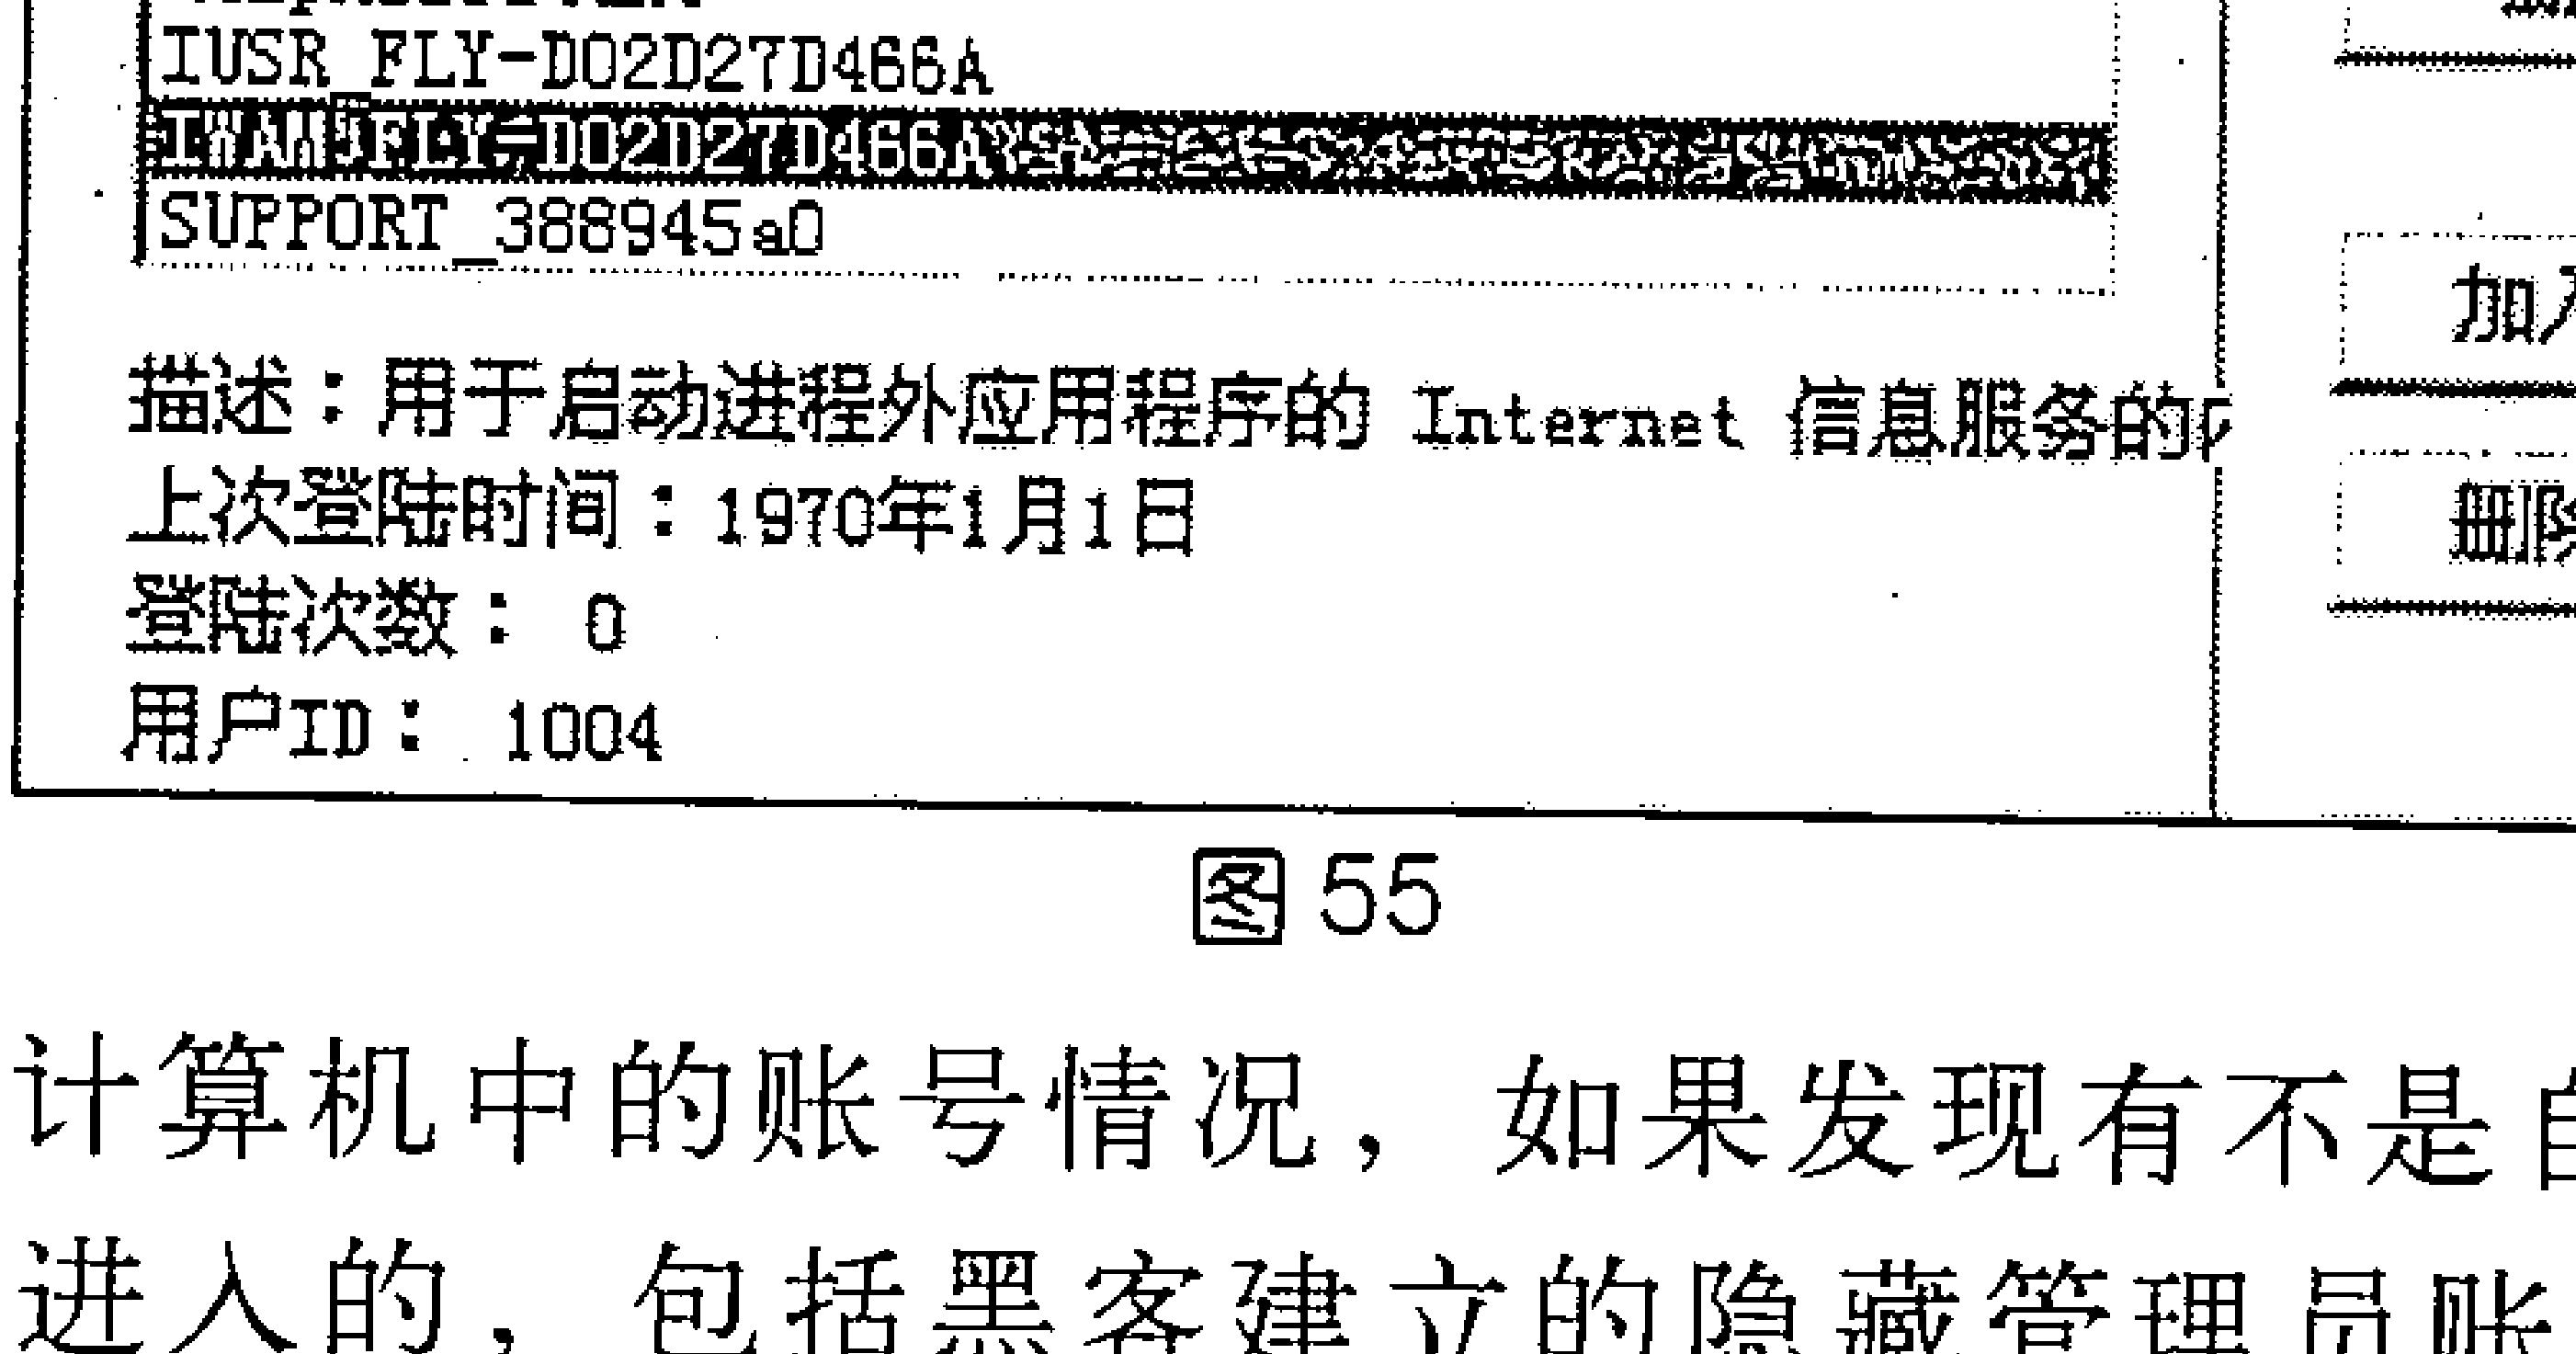 IUSR_FLY-D02D27D466A
IWAM_FLY-D02D27D466A
SUPPORT_388945a0
加
描述：用于启动进程外应用程序的 Internet 信息服务的
上次登陆时间：1970年1月1日
删除
登陆次数： 0
用户ID： 1004
图 55
计算机中的账号情况，如果发现有不是
进入的，包括黑客建立的隐藏管理员账